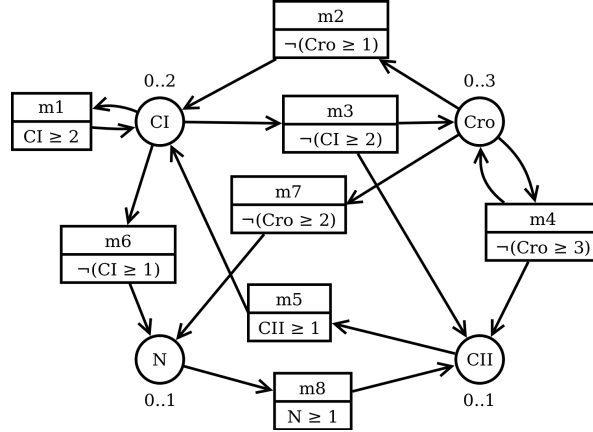 m2
¬(Cro ≥ 1)
0..2
0..3
m1
CI ≥ 2
CI
m3
¬(CI ≥ 2)
Cro
m7
¬(Cro ≥ 2)
m4
¬(Cro ≥ 3)
m6
¬(CI ≥ 1)
m5
CII ≥ 1
N
CII
m8
N ≥ 1
0..1
0..1